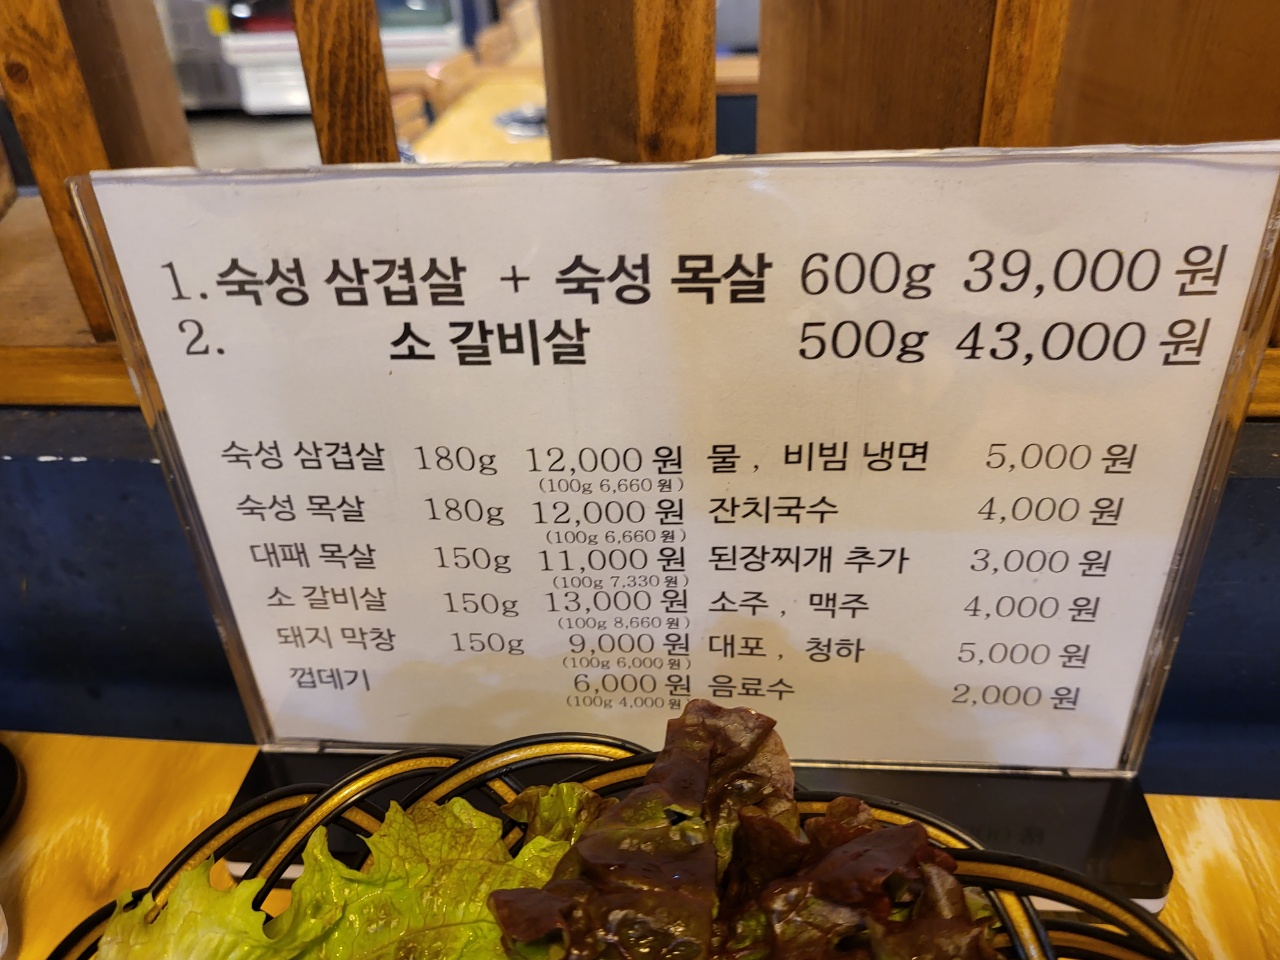 1. 숙성 삼겹살 + 숙성 목살 600g 39,000 원
2. 소 갈비살 500g 43,000 원
숙성 삼겹살 180g 12,000 원 물 , 비빔 냉면 5,000 원
(100g 6,660 원)
숙성 목살 180g 12,000 원 잔치국수 4,000 원
(100g 6,660 원)
대패 목살 150g 11,000 원 된장찌개 추가 3,000 원
(100g 7,330 원)
소 갈비살 150g 13,000 원 소주 , 맥주 4,000 원
(100g 8,660 원)
돼지 막창 150g 9,000 원 대포 , 청하 5,000 원
(100g 6,000 원)
껍데기 6,000 원 음료수 2,000 원
(100g 4,000 원)